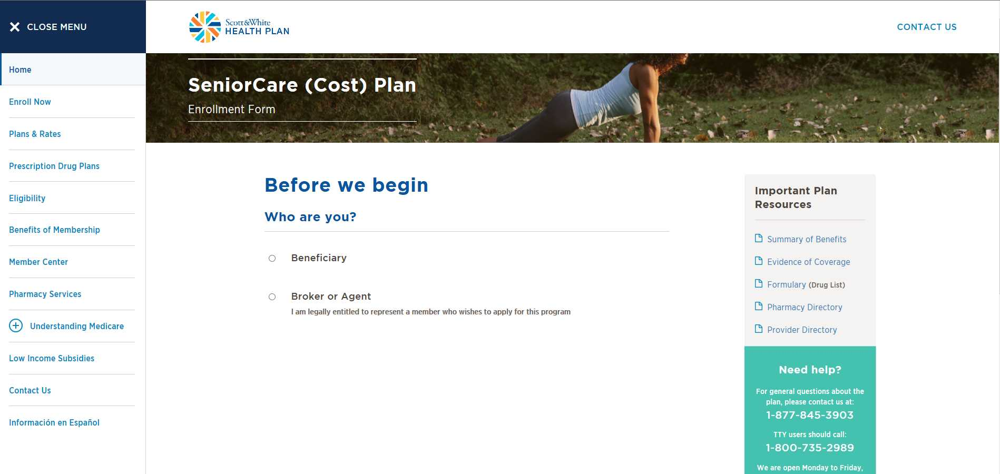 CLOSE MENU
Scott&White
HEALTH PLAN
CONTACT US
Home
Enroll Now
Plans & Rates
Prescription Drug Plans
Eligibility
Benefits of Membership
Member Center
Pharmacy Services
Understanding Medicare
Low Income Subsidies
Contact Us
Información en Español
SeniorCare (Cost) Plan
Enrollment Form
Before we begin
Who are you?
Beneficiary
Broker or Agent
I am legally entitled to represent a member who wishes to apply for this program
Important Plan
Resources
Summary of Benefits
Evidence of Coverage
Formulary (Drug List)
Pharmacy Directory
Provider Directory
Need help?
For general questions about the
plan, please contact us at:
1-877-845-3903
TTY users should call:
1-800-735-2989
We are open Monday to Friday,